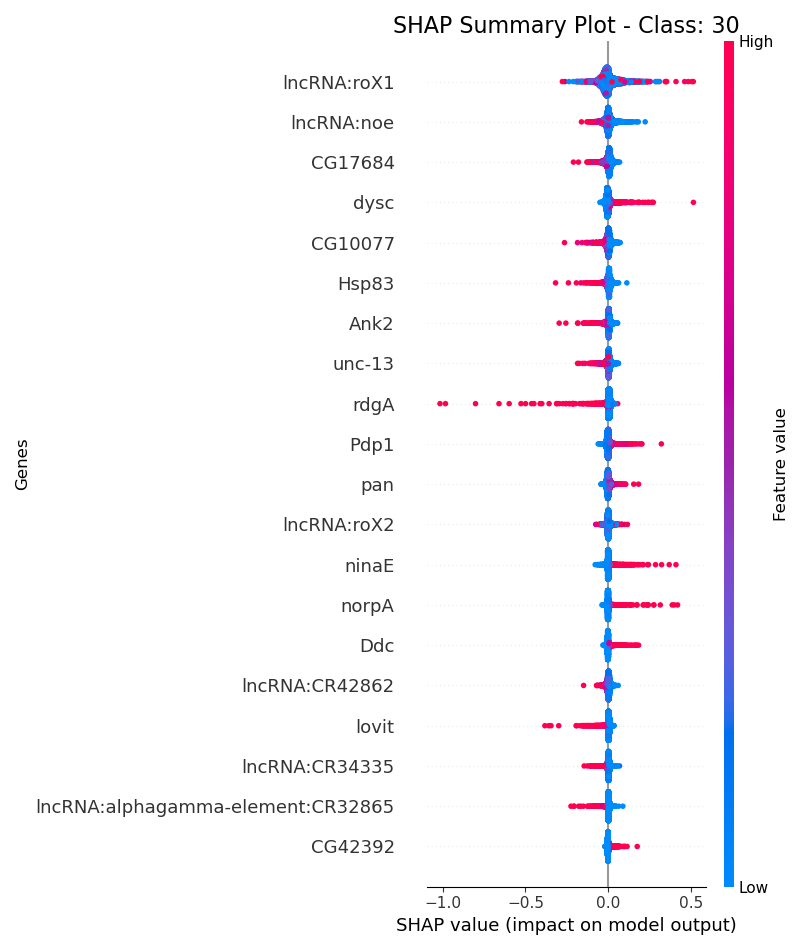 SHAP Summary Plot - Class: 30
High
lncRNA:roX1
lncRNA:noe
CG17684
dysc
CG10077
Hsp83
Ank2
unc-13
rdgA
Pdp1
pan
lncRNA:roX2
ninaE
norpA
Ddc
lncRNA:CR42862
lovit
lncRNA:CR34335
lncRNA:alphagamma-element:CR32865
CG42392
Genes
Feature value
Low
−1.0 −0.5 0.0 0.5
SHAP value (impact on model output)